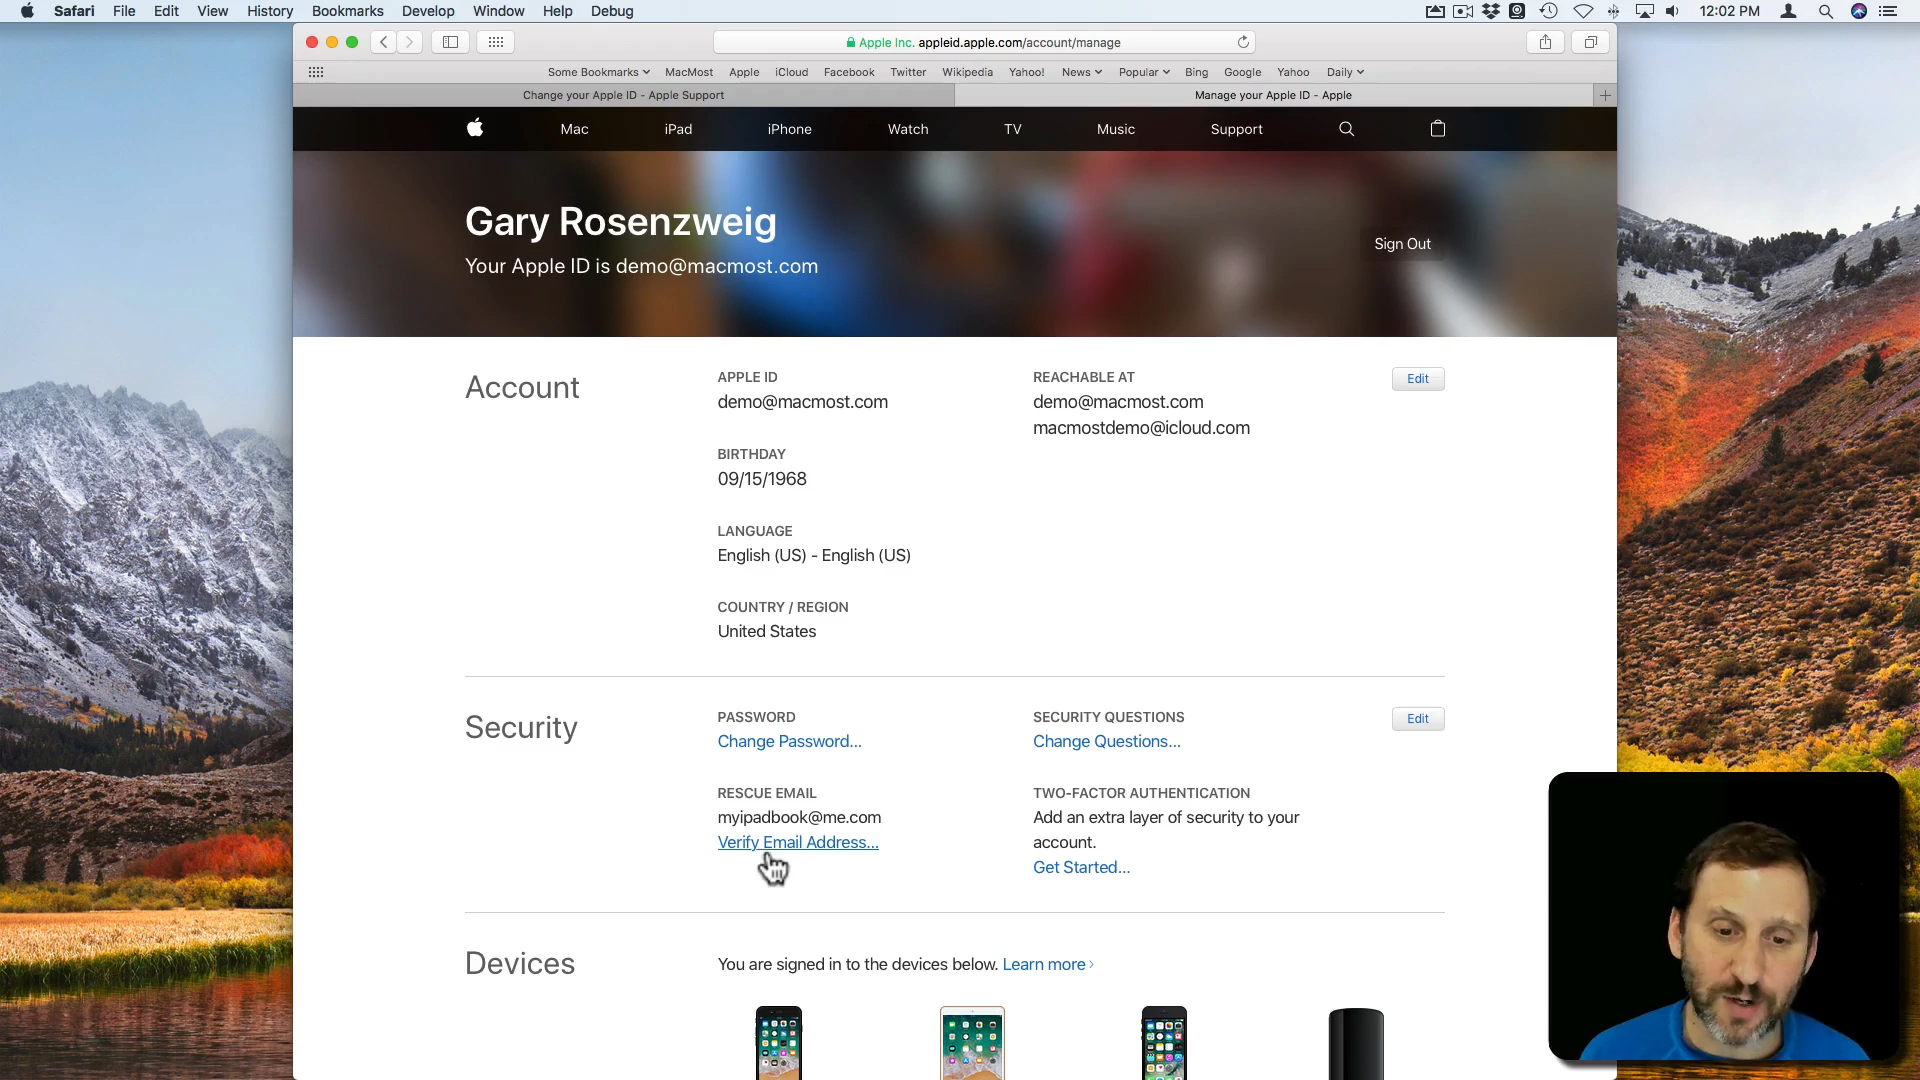 Safari File Edit View History Bookmarks Develop Window Help Debug 12:02 PM
Apple Inc. appleid.apple.com/account/manage
Some Bookmarks MacMost Apple iCloud Facebook Twitter Wikipedia Yahoo! News Popular Bing Google Yahoo Daily
Change your Apple ID - Apple Support
Manage your Apple ID - Apple
Mac iPad iPhone Watch TV Music Support
Gary Rosenzweig
Your Apple ID is demo@macmost.com
Sign Out
Account
APPLE ID
demo@macmost.com
BIRTHDAY
09/15/1968
LANGUAGE
English (US) - English (US)
COUNTRY / REGION
United States
REACHABLE AT
demo@macmost.com
macmostdemo@icloud.com
Edit
Security
PASSWORD
Change Password...
RESCUE EMAIL
myipadbook@me.com
Verify Email Address...
SECURITY QUESTIONS
Change Questions...
TWO-FACTOR AUTHENTICATION
Add an extra layer of security to your
account.
Get Started...
Edit
Devices
You are signed in to the devices below. Learn more ›